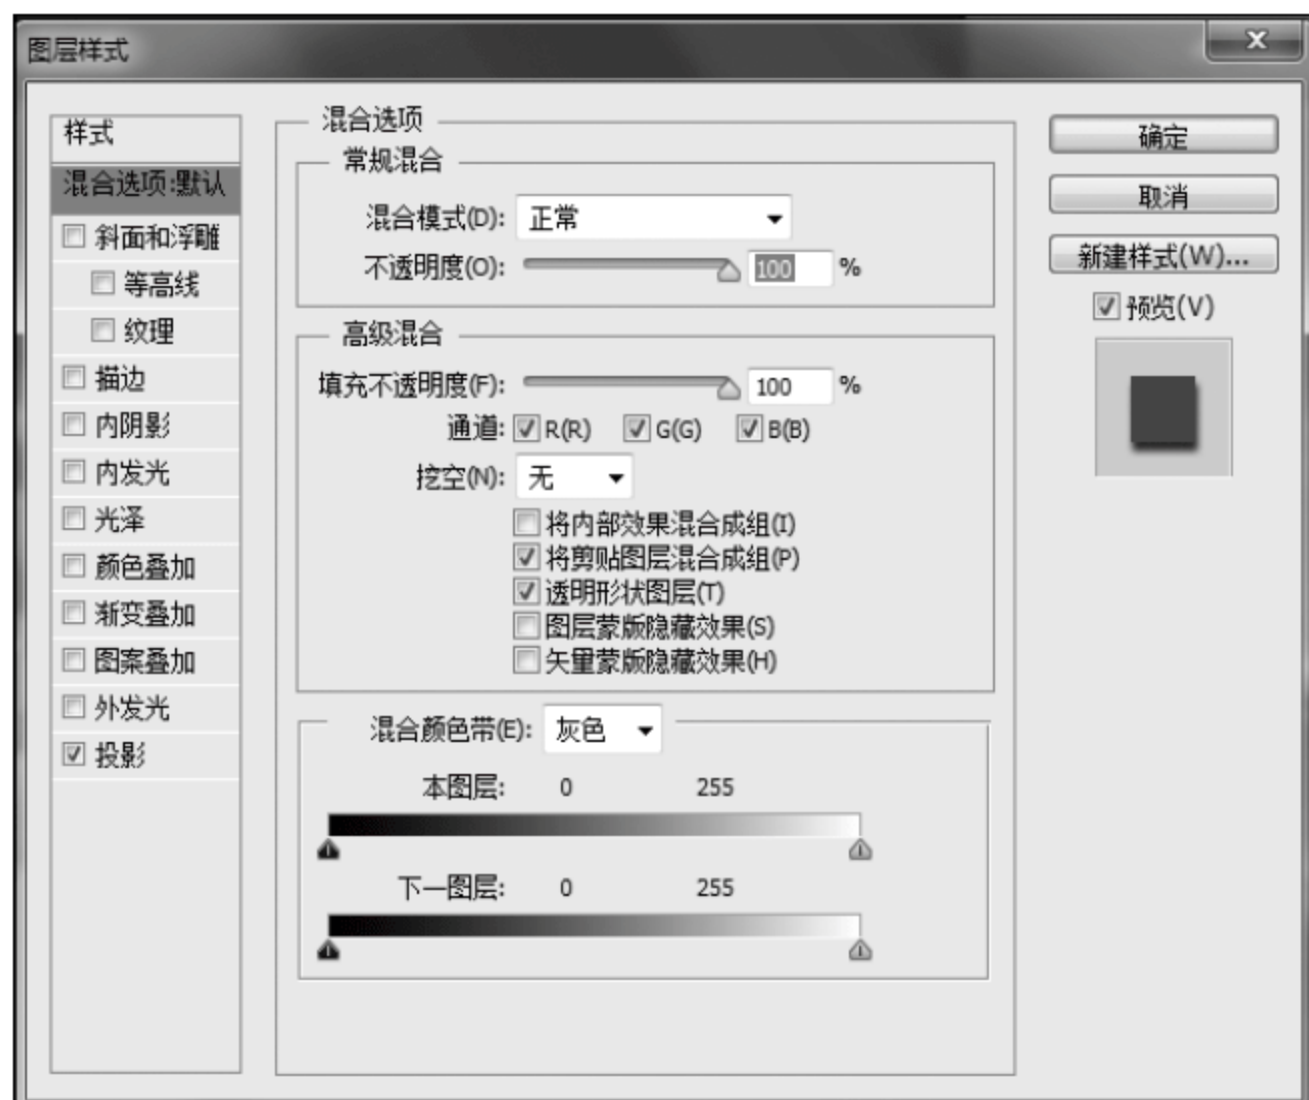 图层样式
样式
混合选项:默认
斜面和浮雕
等高线
纹理
描边
内阴影
内发光
光泽
颜色叠加
渐变叠加
图案叠加
外发光
投影
混合选项
常规混合
混合模式(D): 正常
不透明度(O): 100 %
高级混合
填充不透明度(F): 100 %
通道: R(R) G(G) B(B)
挖空(N): 无
将内部效果混合成组(I)
将剪贴图层混合成组(P)
透明形状图层(T)
图层蒙版隐藏效果(S)
矢量蒙版隐藏效果(H)
混合颜色带(E): 灰色
本图层: 0 255
下一图层: 0 255
确定
取消
新建样式(W)...
预览(V)